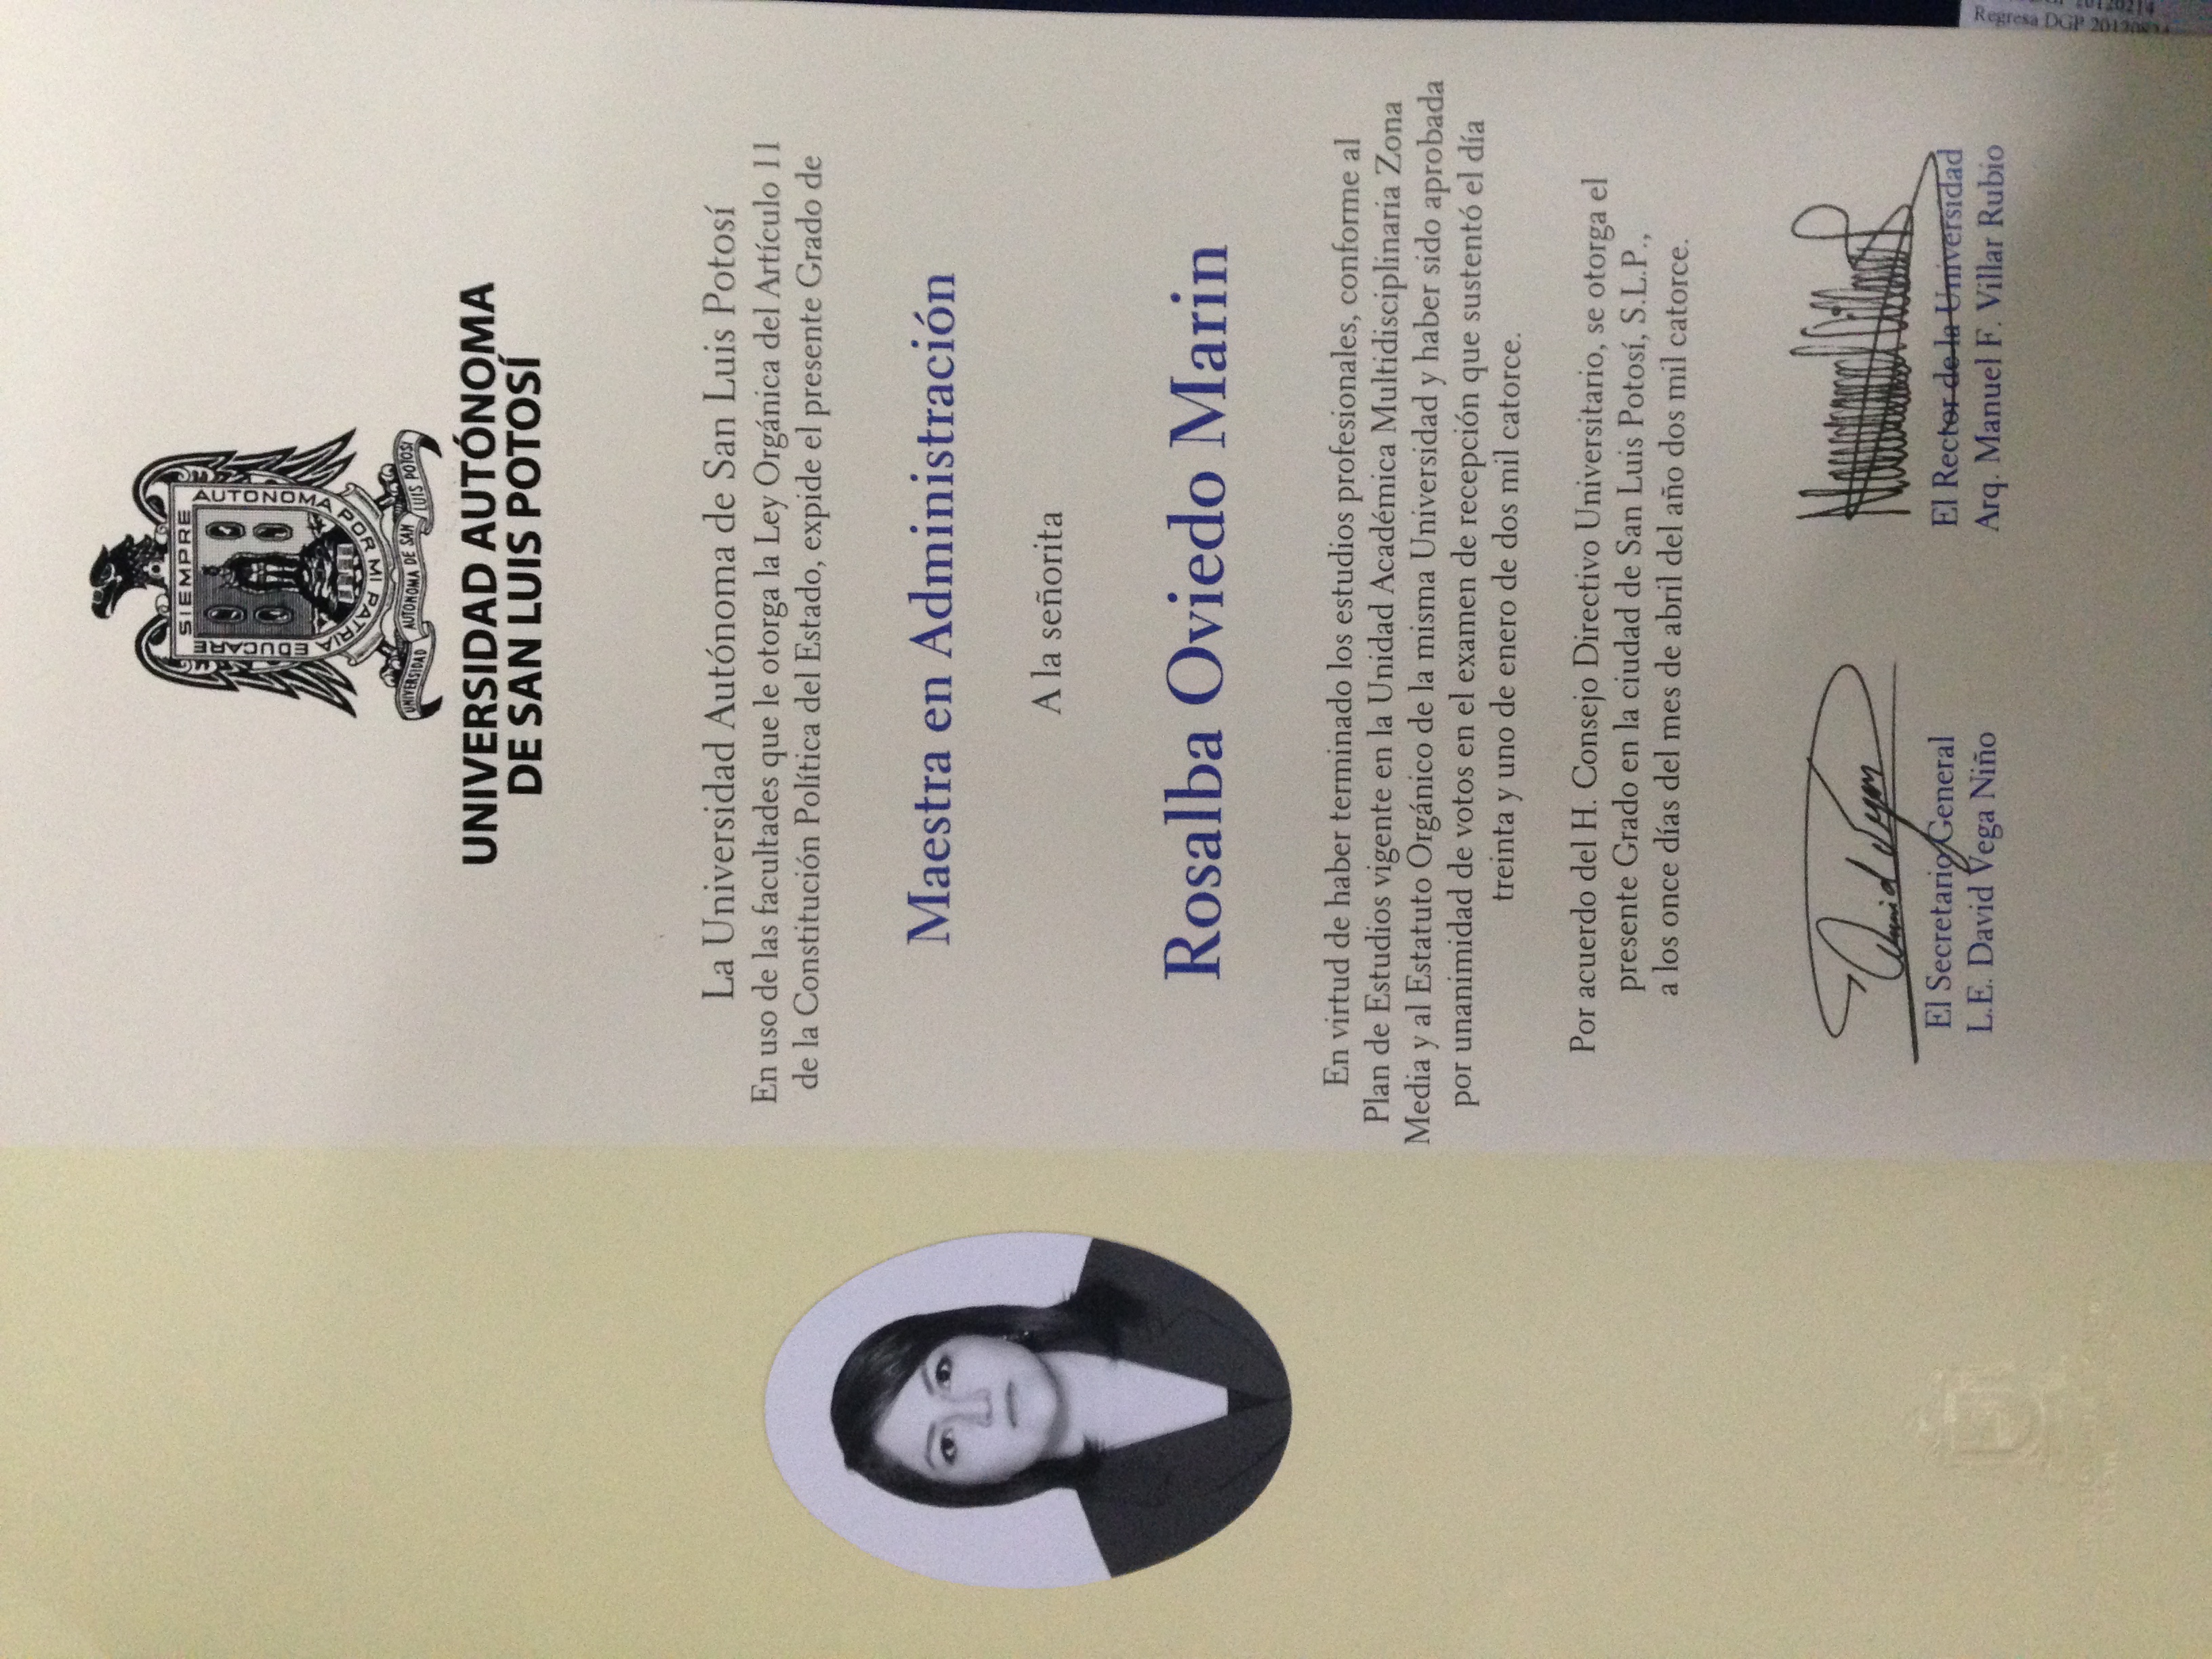 20120214
Regresa DGP
SIEMPRE AUTONOMA POR MI PATRIA EDUCARE
UNIVERSIDAD AUTONOMA DE SAN LUIS POTOSI
UNIVERSIDAD AUTÓNOMA
DE SAN LUIS POTOSÍ
La Universidad Autónoma de San Luis Potosí
En uso de las facultades que le otorga la Ley Orgánica del Artículo 11
de la Constitución Política del Estado, expide el presente Grado de
Maestra en Administración
A la señorita
Rosalba Oviedo Marin
En virtud de haber terminado los estudios profesionales, conforme al
Plan de Estudios vigente en la Unidad Académica Multidisciplinaria Zona
Media y al Estatuto Orgánico de la misma Universidad y haber sido aprobada
por unanimidad de votos en el examen de recepción que sustentó el día
treinta y uno de enero de dos mil catorce.
Por acuerdo del H. Consejo Directivo Universitario, se otorga el
presente Grado en la ciudad de San Luis Potosí, S.L.P.,
a los once días del mes de abril del año dos mil catorce.
El Secretario General
L.E. David Vega Niño
El Rector de la Universidad
Arq. Manuel F. Villar Rubio